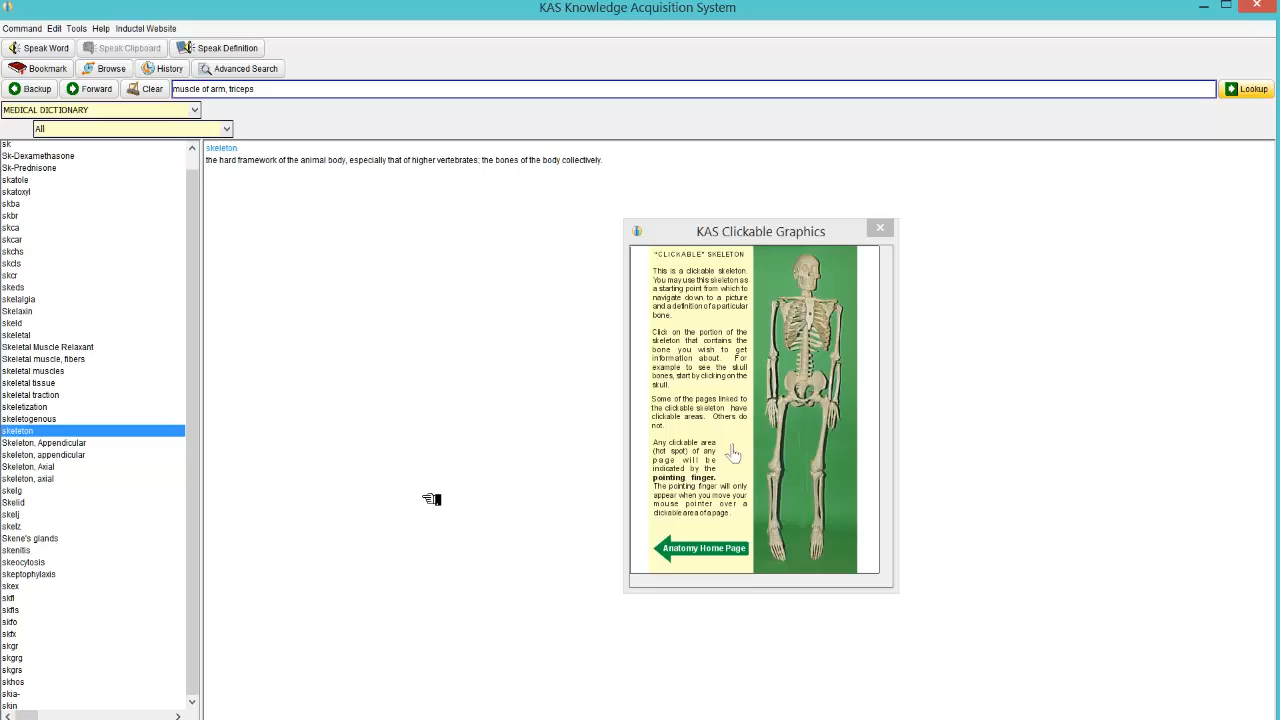 KAS Knowledge Acquisition System
Command Edit Tools Help Inductel Website
Speak Word Speak Clipboard Speak Definition
Bookmark Browse History Advanced Search
Backup Forward Clear muscle of arm, triceps Lookup
MEDICAL DICTIONARY
All
sk
Sk-Dexamethasone
Sk-Prednisone
skatole
skatoxyl
skba
skbr
skca
skcar
skchs
skcls
skcr
skeds
skelalgia
Skelaxin
skeld
skeletal
Skeletal Muscle Relaxant
Skeletal muscle, fibers
skeletal muscles
skeletal tissue
skeletal traction
skeletization
skeletogenous
skeleton
Skeleton, Appendicular
skeleton, appendicular
Skeleton, Axial
skeleton, axial
skelg
Skelid
skelj
skelz
Skene's glands
skenitis
skeocytosis
skeptophylaxis
skex
skfl
skfls
skfo
skfx
skgr
skgrg
skgrs
skhos
skia-
skin
skeleton
the hard framework of the animal body, especially that of higher vertebrates; the bones of the body collectively.
KAS Clickable Graphics
"CLICKABLE" SKELETON
This is a clickable skeleton.
You may use this skeleton as
a starting point from which to
navigate down to a picture
and a definition of a particular
bone.
Click on the portion of the
skeleton that contains the
bone you wish to get
information about. For
example to see the skull
bones, start by clicking on the
skull.
Some of the pages linked to
the clickable skeleton have
clickable areas. Others do
not.
Any clickable area
(hot spot) of any
page will be
indicated by the
pointing finger.
The pointing finger will only
appear when you move your
mouse pointer over a
clickable area of a page.
Anatomy Home Page